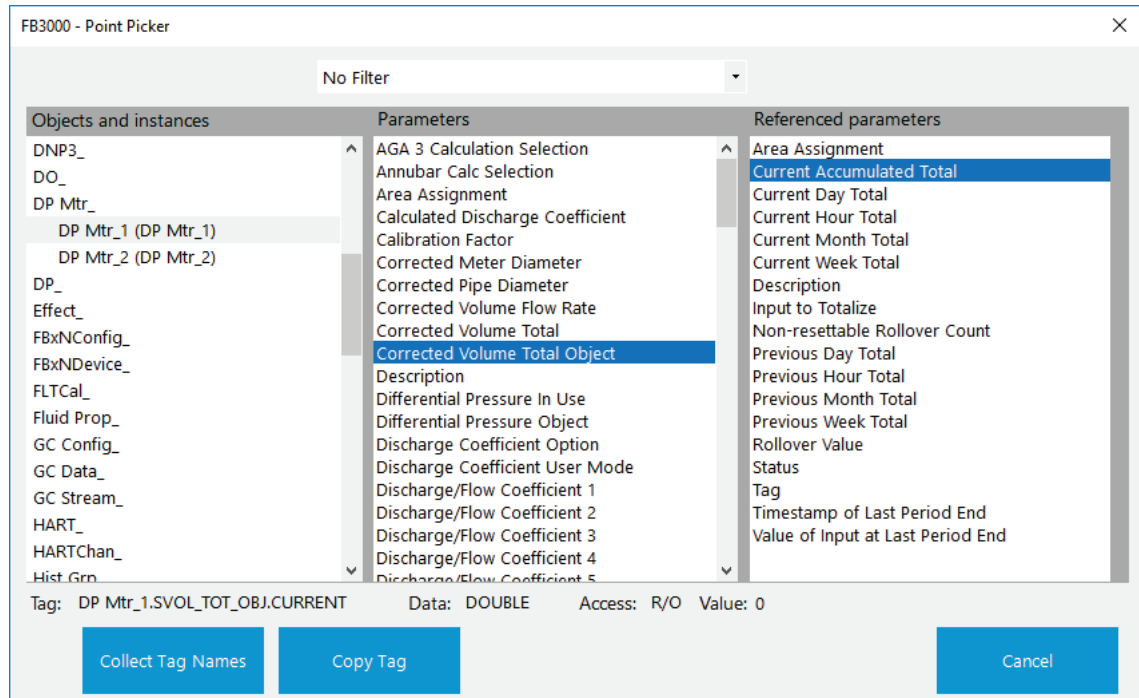 FB3000 - Point Picker
No Filter
Objects and instances
DNP3_
DO_
DP Mtr_
DP Mtr_1 (DP Mtr_1)
DP Mtr_2 (DP Mtr_2)
DP_
Effect_
FBxNConfig_
FBxNDevice_
FLTCal_
Fluid Prop_
GC Config_
GC Data_
GC Stream_
HART_
HARTChan_
Hist Grp
Parameters
AGA 3 Calculation Selection
Annubar Calc Selection
Area Assignment
Calculated Discharge Coefficient
Calibration Factor
Corrected Meter Diameter
Corrected Pipe Diameter
Corrected Volume Flow Rate
Corrected Volume Total
Corrected Volume Total Object
Description
Differential Pressure In Use
Differential Pressure Object
Discharge Coefficient Option
Discharge Coefficient User Mode
Discharge/Flow Coefficient 1
Discharge/Flow Coefficient 2
Discharge/Flow Coefficient 3
Discharge/Flow Coefficient 4
Discharge/Flow Coefficient 5
Referenced parameters
Area Assignment
Current Accumulated Total
Current Day Total
Current Hour Total
Current Month Total
Current Week Total
Description
Input to Totalize
Non-resettable Rollover Count
Previous Day Total
Previous Hour Total
Previous Month Total
Previous Week Total
Rollover Value
Status
Tag
Timestamp of Last Period End
Value of Input at Last Period End
Tag: DP Mtr_1.SVOL_TOT_OBJ.CURRENT Data: DOUBLE Access: R/O Value: 0
Collect Tag Names
Copy Tag
Cancel